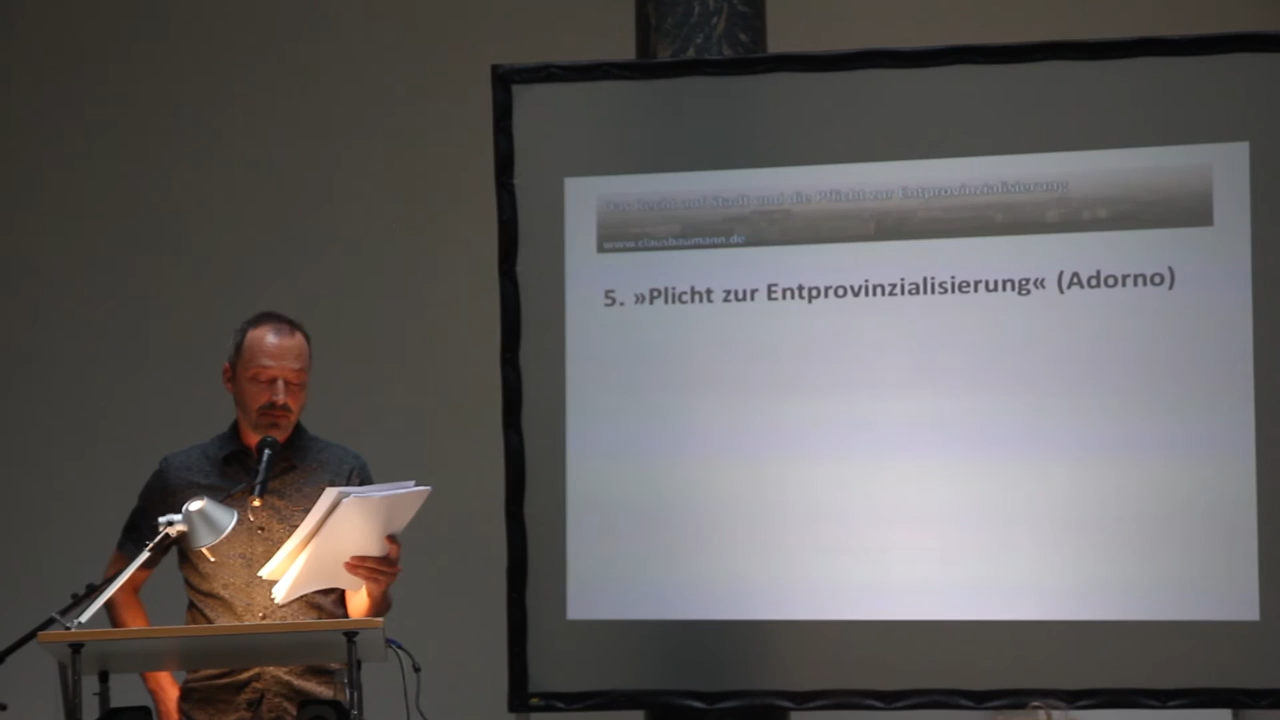 Das Recht auf Stadt und die Pflicht zur Entprovinzialisierung
www.clausbaumann.de
5. »Plicht zur Entprovinzialisierung« (Adorno)